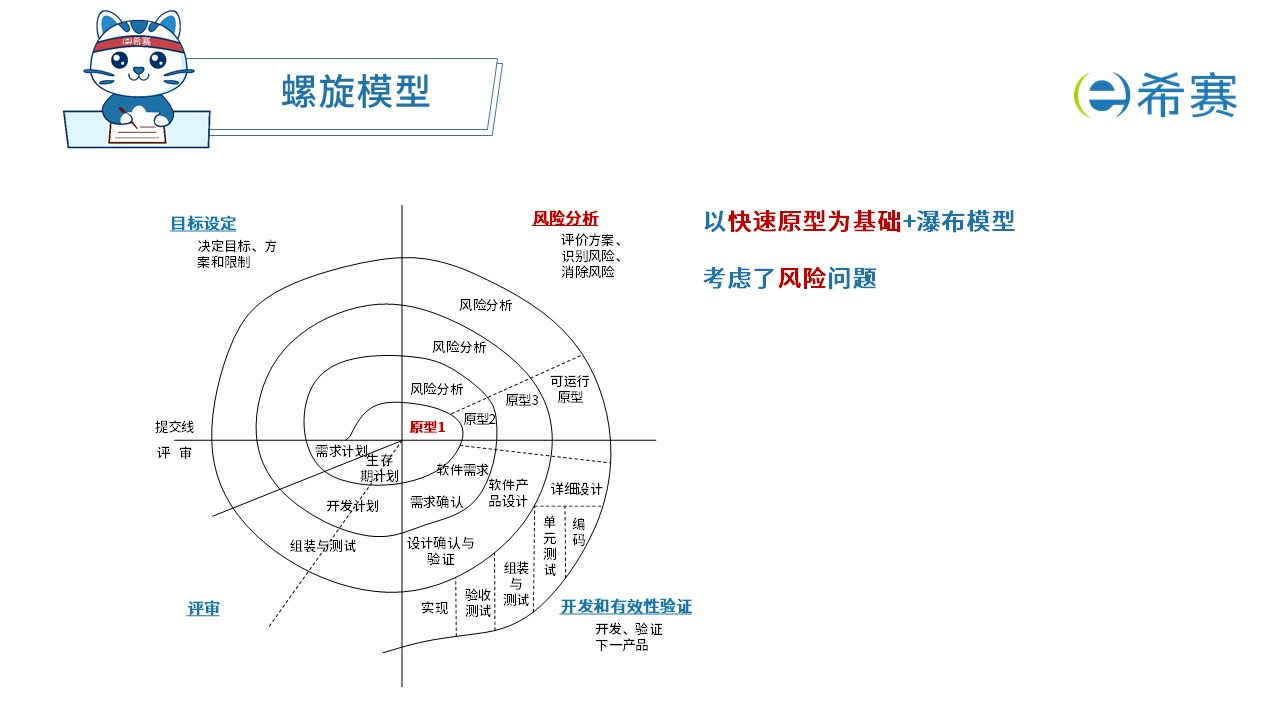 希赛
螺旋模型
希赛
目标设定
决定目标、方
案和限制
风险分析
评价方案、
识别风险、
消除风险
以快速原型为基础+瀑布模型
考虑了风险问题
风险分析
风险分析
风险分析
可运行
原型
原型3
原型2
原型1
提交线
评 审
需求计划
生存
期计划
软件需求
开发计划
需求确认
软件产
品设计
详细设计
组装与测试
设计确认与
验证
单
元
测
试
编
码
组装
与
测试
验收
测试
实现
评审
开发和有效性验证
开发、验证
下一产品